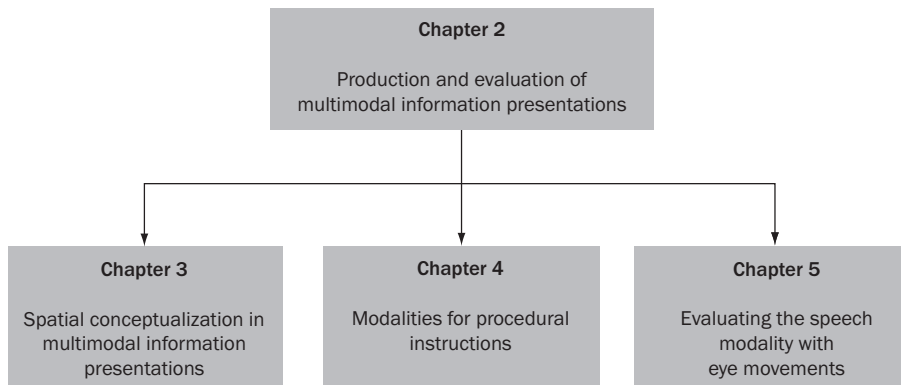 Chapter 2
Production and evaluation of
multimodal information presentations
Chapter 3
Spatial conceptualization in
multimodal information
presentations
Chapter 4
Modalities for procedural
instructions
Chapter 5
Evaluating the speech
modality with
eye movements